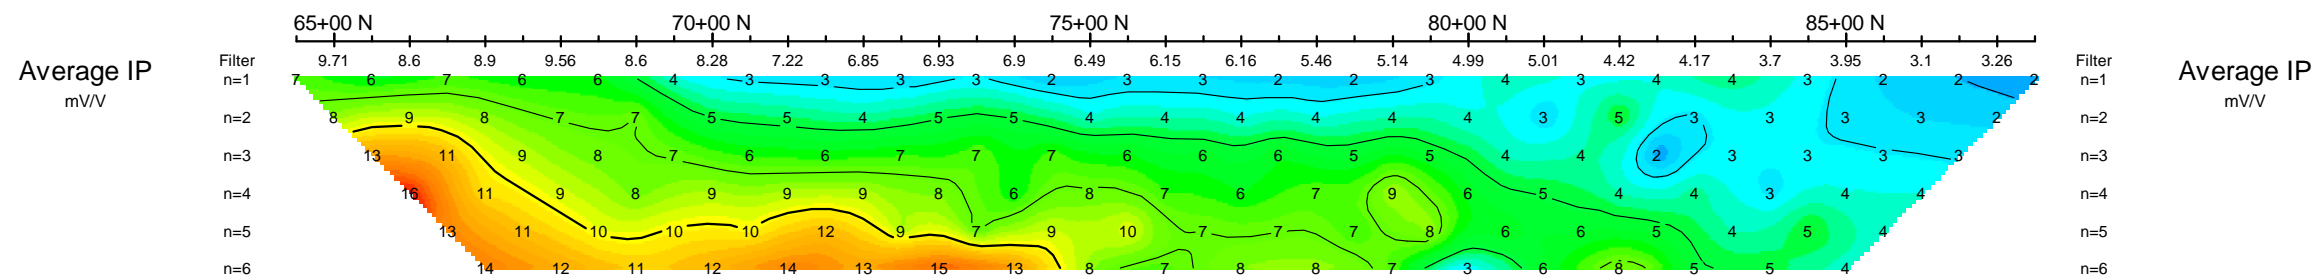 65+00 N 70+00 N 75+00 N 80+00 N 85+00 N
Average IP Average IP
mV/V mV/V
Filter 9.71 8.6 8.9 9.56 8.6 8.28 7.22 6.85 6.93 6.9 6.49 6.15 6.16 5.46 5.14 4.99 5.01 4.42 4.17 3.7 3.95 3.1 3.26 Filter
n=1 7 6 7 6 6 4 3 3 3 3 2 3 3 2 2 3 4 3 4 4 3 2 2 2 n=1
n=2 8 9 8 7 7 5 5 4 5 5 4 4 4 4 4 4 3 5 3 3 3 3 2 n=2
n=3 13 11 9 8 7 6 6 7 7 7 6 6 6 5 5 4 4 2 3 3 3 3 n=3
n=4 16 11 9 8 9 9 9 8 6 8 7 6 7 9 6 5 4 4 3 4 4 n=4
n=5 13 11 10 10 10 12 9 7 9 10 7 7 7 8 6 6 5 4 5 4 n=5
n=6 14 12 11 12 14 13 15 13 8 7 8 8 7 3 6 8 5 5 4 n=6